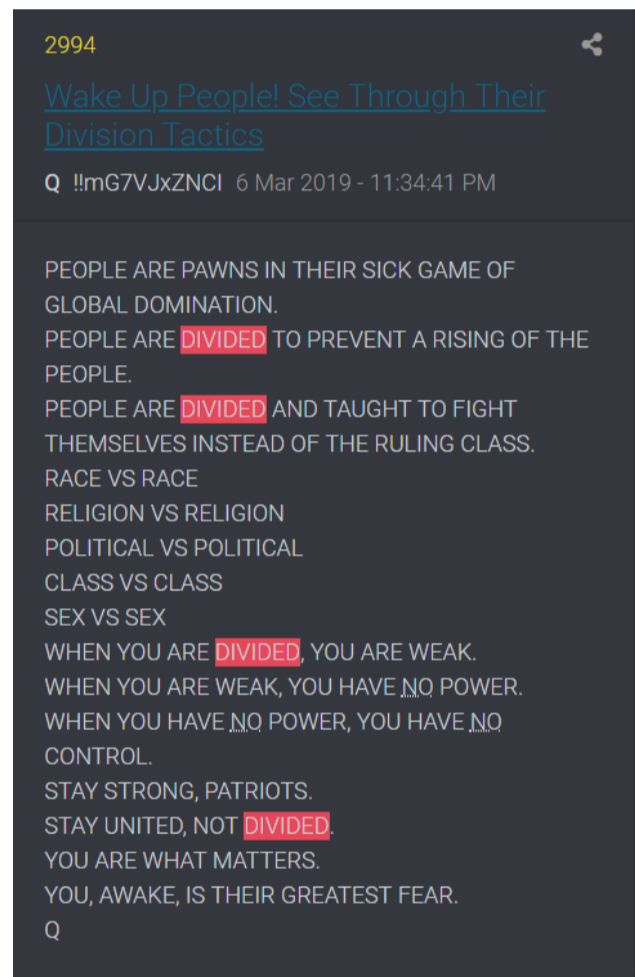 2994
Wake Up People! See Through Their
Division Tactics
Q !!mG7VJxZNCI 6 Mar 2019 - 11:34:41 PM
PEOPLE ARE PAWNS IN THEIR SICK GAME OF
GLOBAL DOMINATION.
PEOPLE ARE DIVIDED TO PREVENT A RISING OF THE
PEOPLE.
PEOPLE ARE DIVIDED AND TAUGHT TO FIGHT
THEMSELVES INSTEAD OF THE RULING CLASS.
RACE VS RACE
RELIGION VS RELIGION
POLITICAL VS POLITICAL
CLASS VS CLASS
SEX VS SEX
WHEN YOU ARE DIVIDED, YOU ARE WEAK.
WHEN YOU ARE WEAK, YOU HAVE NO POWER.
WHEN YOU HAVE NO POWER, YOU HAVE NO
CONTROL.
STAY STRONG, PATRIOTS.
STAY UNITED, NOT DIVIDED.
YOU ARE WHAT MATTERS.
YOU, AWAKE, IS THEIR GREATEST FEAR.
Q